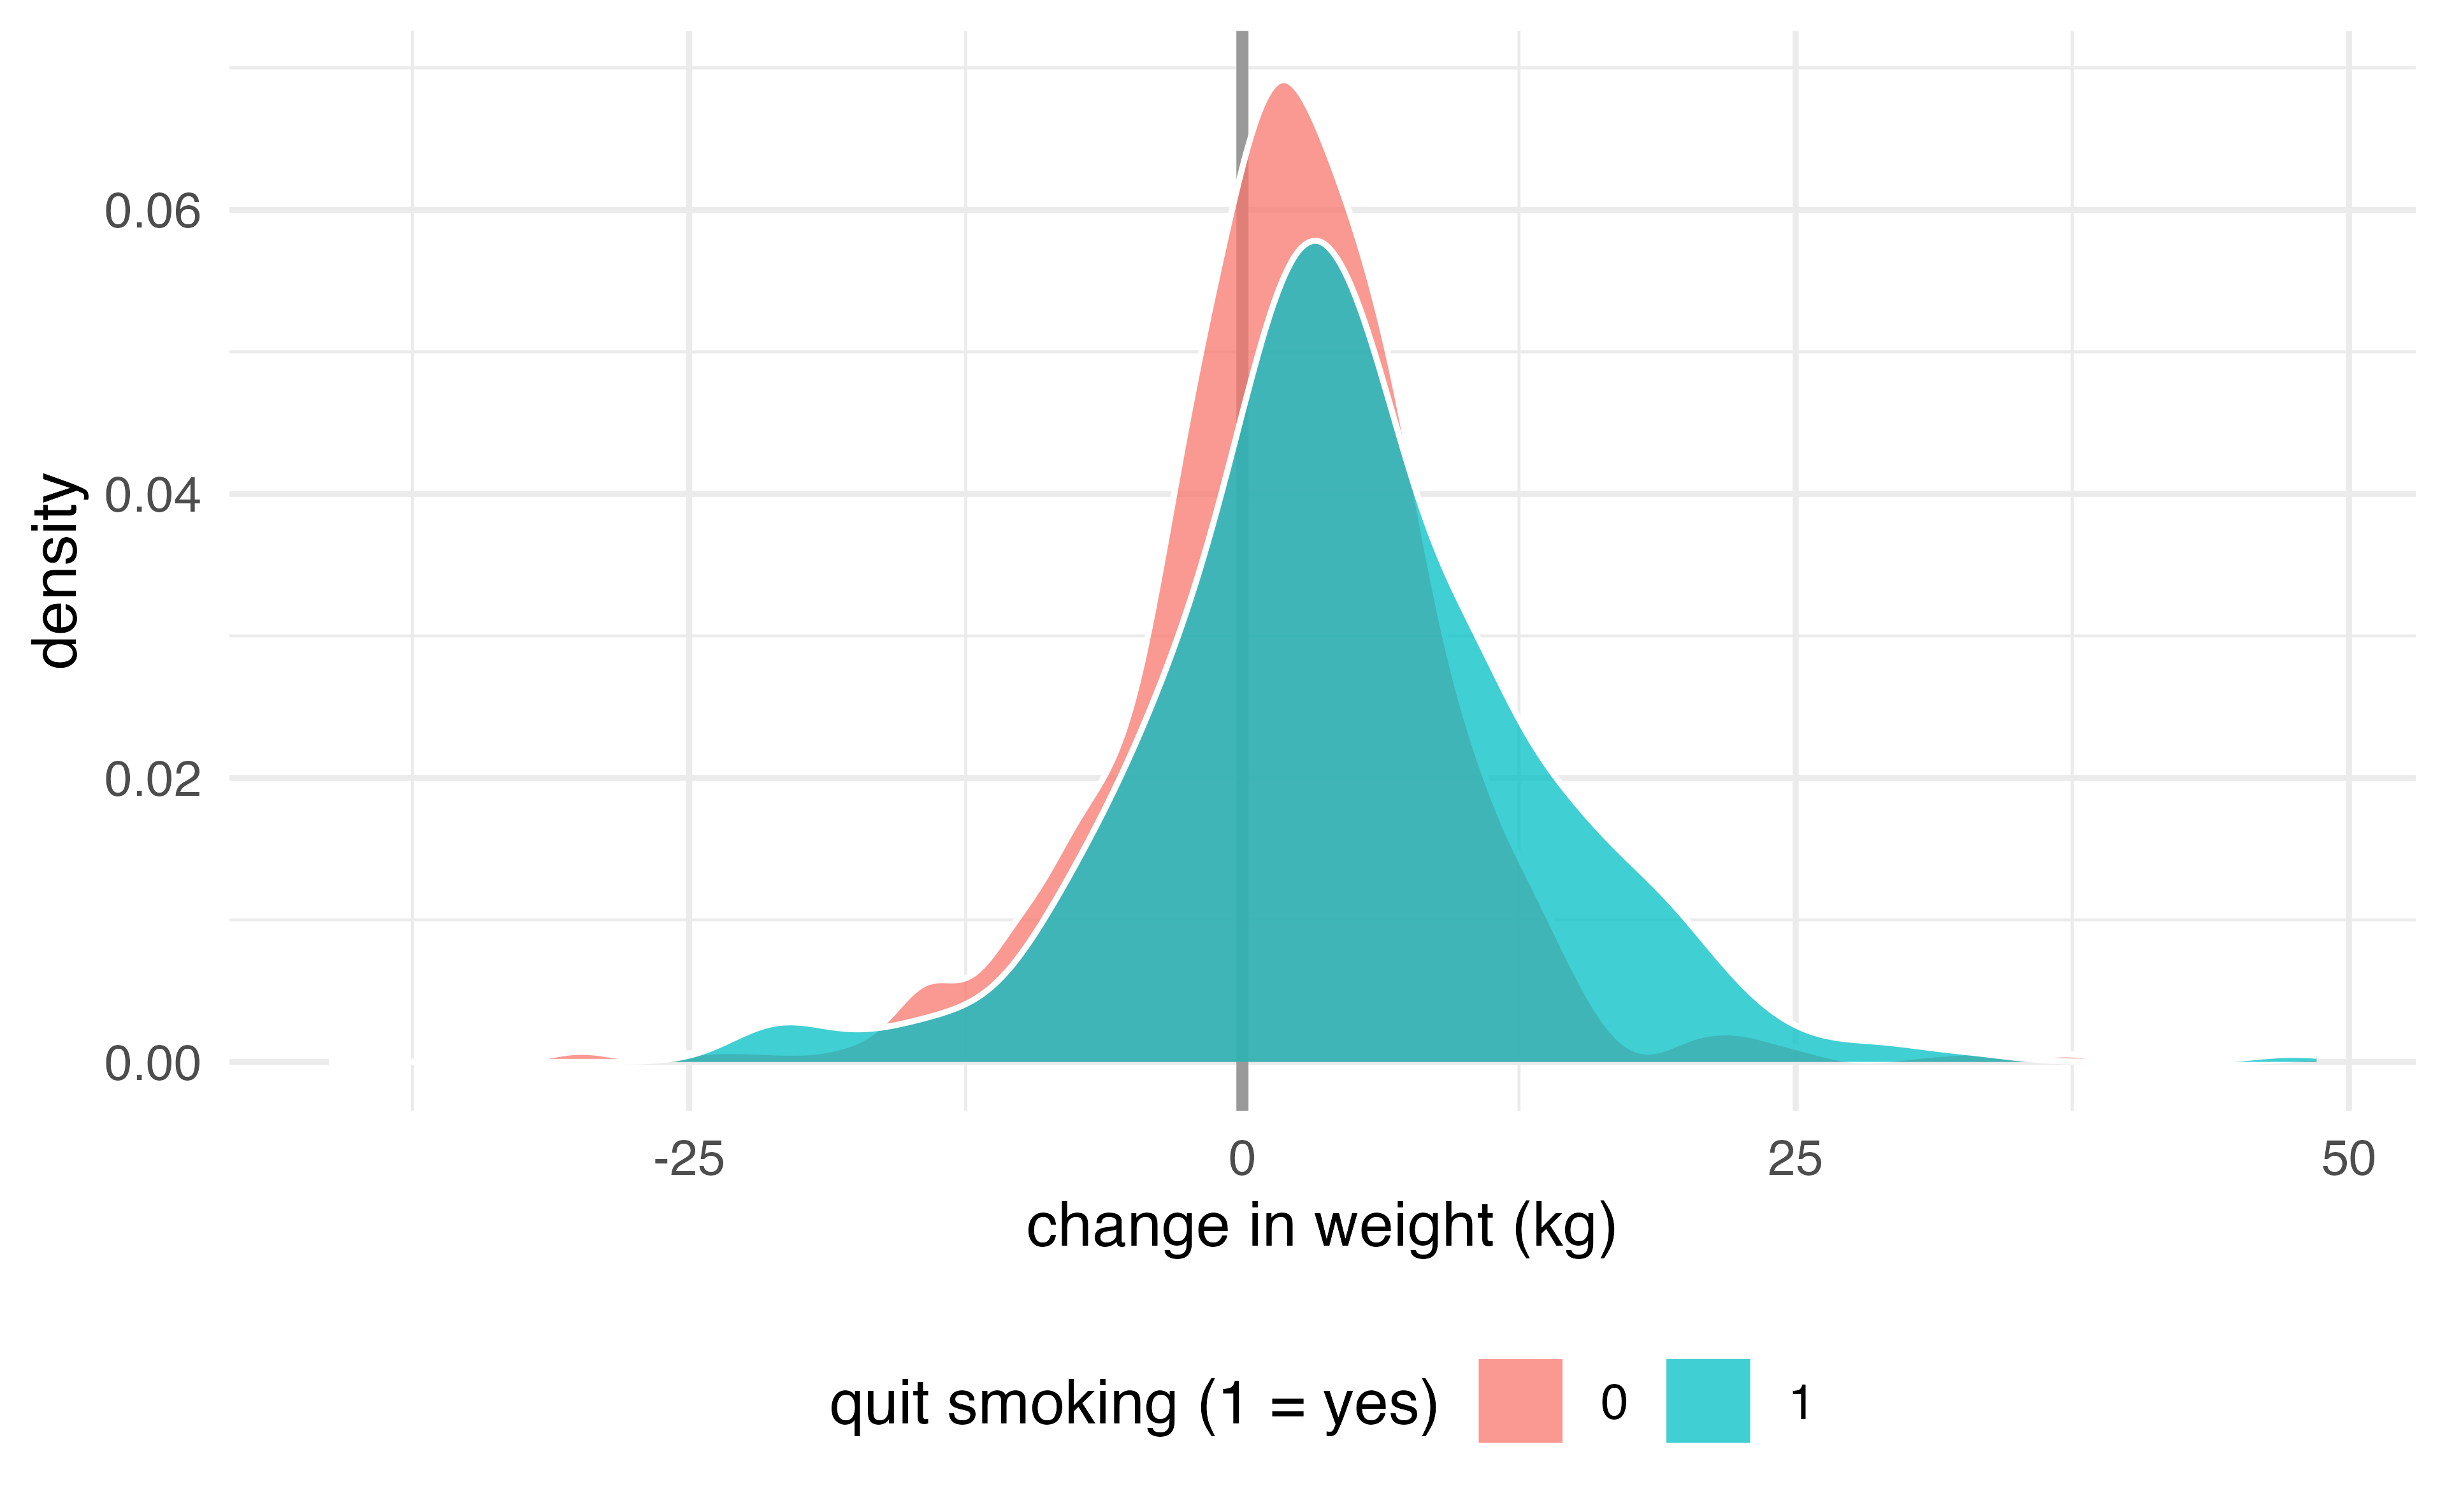 density
0.06
0.04
0.02
0.00
-25 0 25 50
change in weight (kg)
quit smoking (1 = yes) 0 1